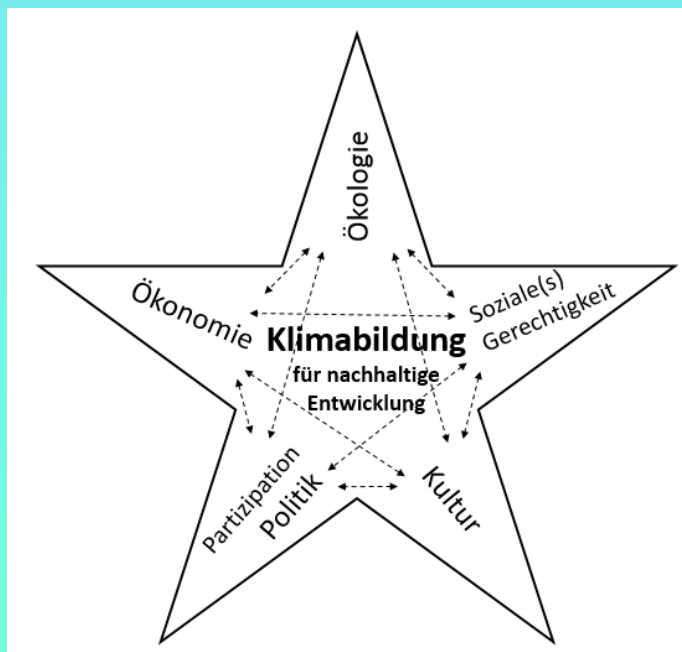 Ökologie
Ökonomie
Soziale(s)
Gerechtigkeit
Klimabildung
für nachhaltige
Entwicklung
Partizipation
Politik
Kultur